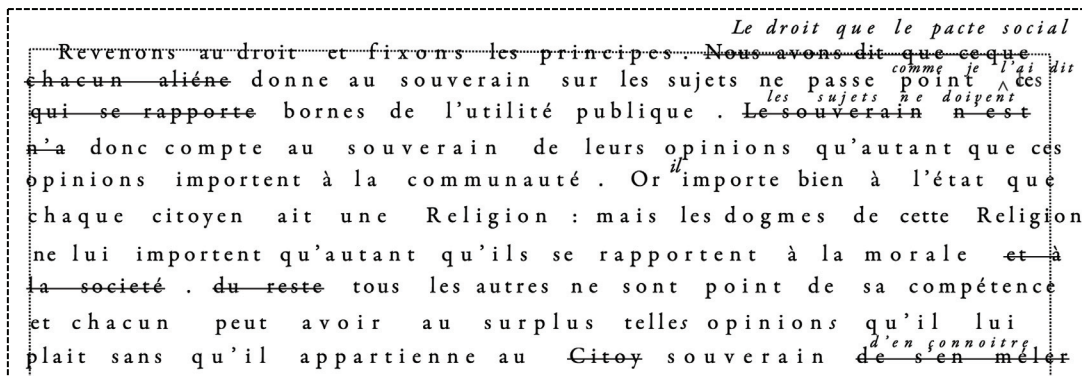 Le droit que le pacte social
Revenons au droit et fixons les principes. Nous avons dit que ceque
comme je l'ai dit
chacun aliéne donne au souverain sur les sujets ne passe point ^ les
les sujets ne doivent
qui se rapporte bornes de l'utilité publique . Le souverain n'est
n'a donc compte au souverain de leurs opinions qu'autant que ces
il
opinions importent à la communauté . Or importe bien à l'état que
chaque citoyen ait une Religion : mais les dogmes de cette Religion
ne lui importent qu'autant qu'ils se rapportent à la morale et à
la societé . du reste tous les autres ne sont point de sa compétence
et chacun peut avoir au surplus telles opinions qu'il lui
d'en connoitre
plait sans qu'il appartienne au Citoy souverain de s'en méler